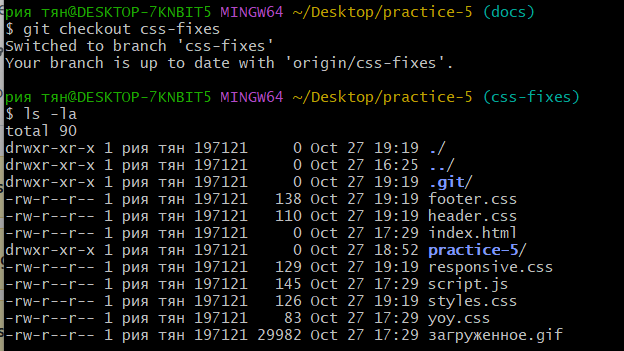 рия тян@DESKTOP-7KNBIT5 MINGW64 ~/Desktop/practice-5 (docs)
$ git checkout css-fixes
Switched to branch 'css-fixes'
Your branch is up to date with 'origin/css-fixes'.
рия тян@DESKTOP-7KNBIT5 MINGW64 ~/Desktop/practice-5 (css-fixes)
$ ls -la
total 90
drwxr-xr-x 1 рия тян 197121     0 Oct 27 19:19 ./
drwxr-xr-x 1 рия тян 197121     0 Oct 27 16:25 ../
drwxr-xr-x 1 рия тян 197121     0 Oct 27 19:19 .git/
-rw-r--r-- 1 рия тян 197121   138 Oct 27 19:19 footer.css
-rw-r--r-- 1 рия тян 197121   110 Oct 27 19:19 header.css
-rw-r--r-- 1 рия тян 197121     0 Oct 27 17:29 index.html
drwxr-xr-x 1 рия тян 197121     0 Oct 27 18:52 practice-5/
-rw-r--r-- 1 рия тян 197121   129 Oct 27 19:19 responsive.css
-rw-r--r-- 1 рия тян 197121   145 Oct 27 17:29 script.js
-rw-r--r-- 1 рия тян 197121   126 Oct 27 19:19 styles.css
-rw-r--r-- 1 рия тян 197121    83 Oct 27 17:29 yoy.css
-rw-r--r-- 1 рия тян 197121 29982 Oct 27 17:29 загруженное.gif